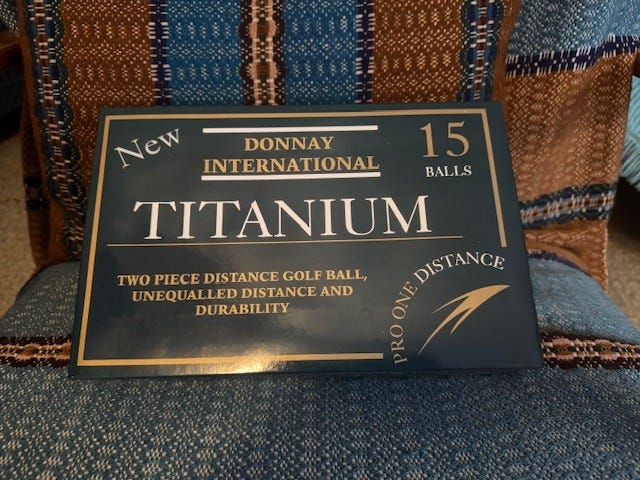 New
DONNAY
INTERNATIONAL
15
BALLS
TITANIUM
TWO PIECE DISTANCE GOLF BALL,
UNEQUALLED DISTANCE AND
DURABILITY
PRO ONE DISTANCE